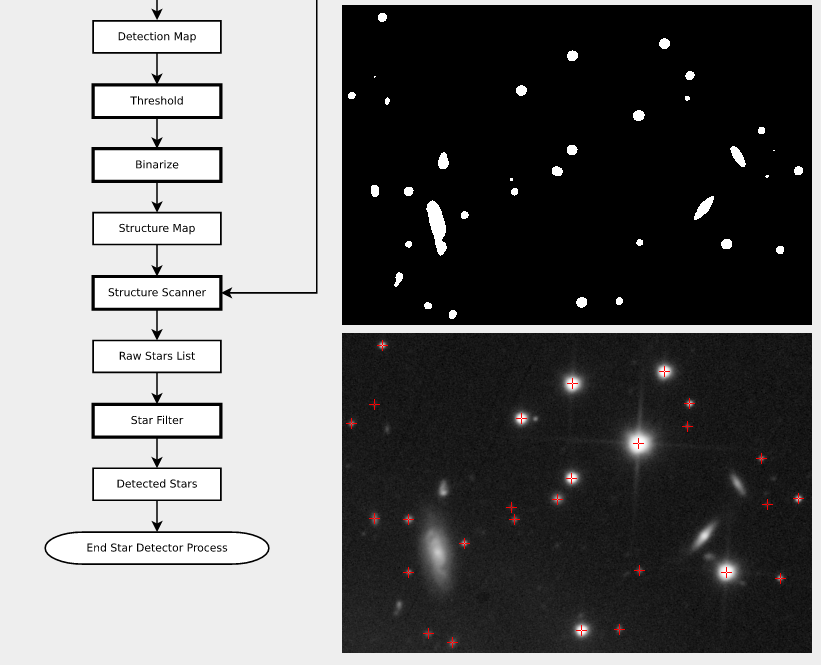 Detection Map
Threshold
Binarize
Structure Map
Structure Scanner
Raw Stars List
Star Filter
Detected Stars
End Star Detector Process